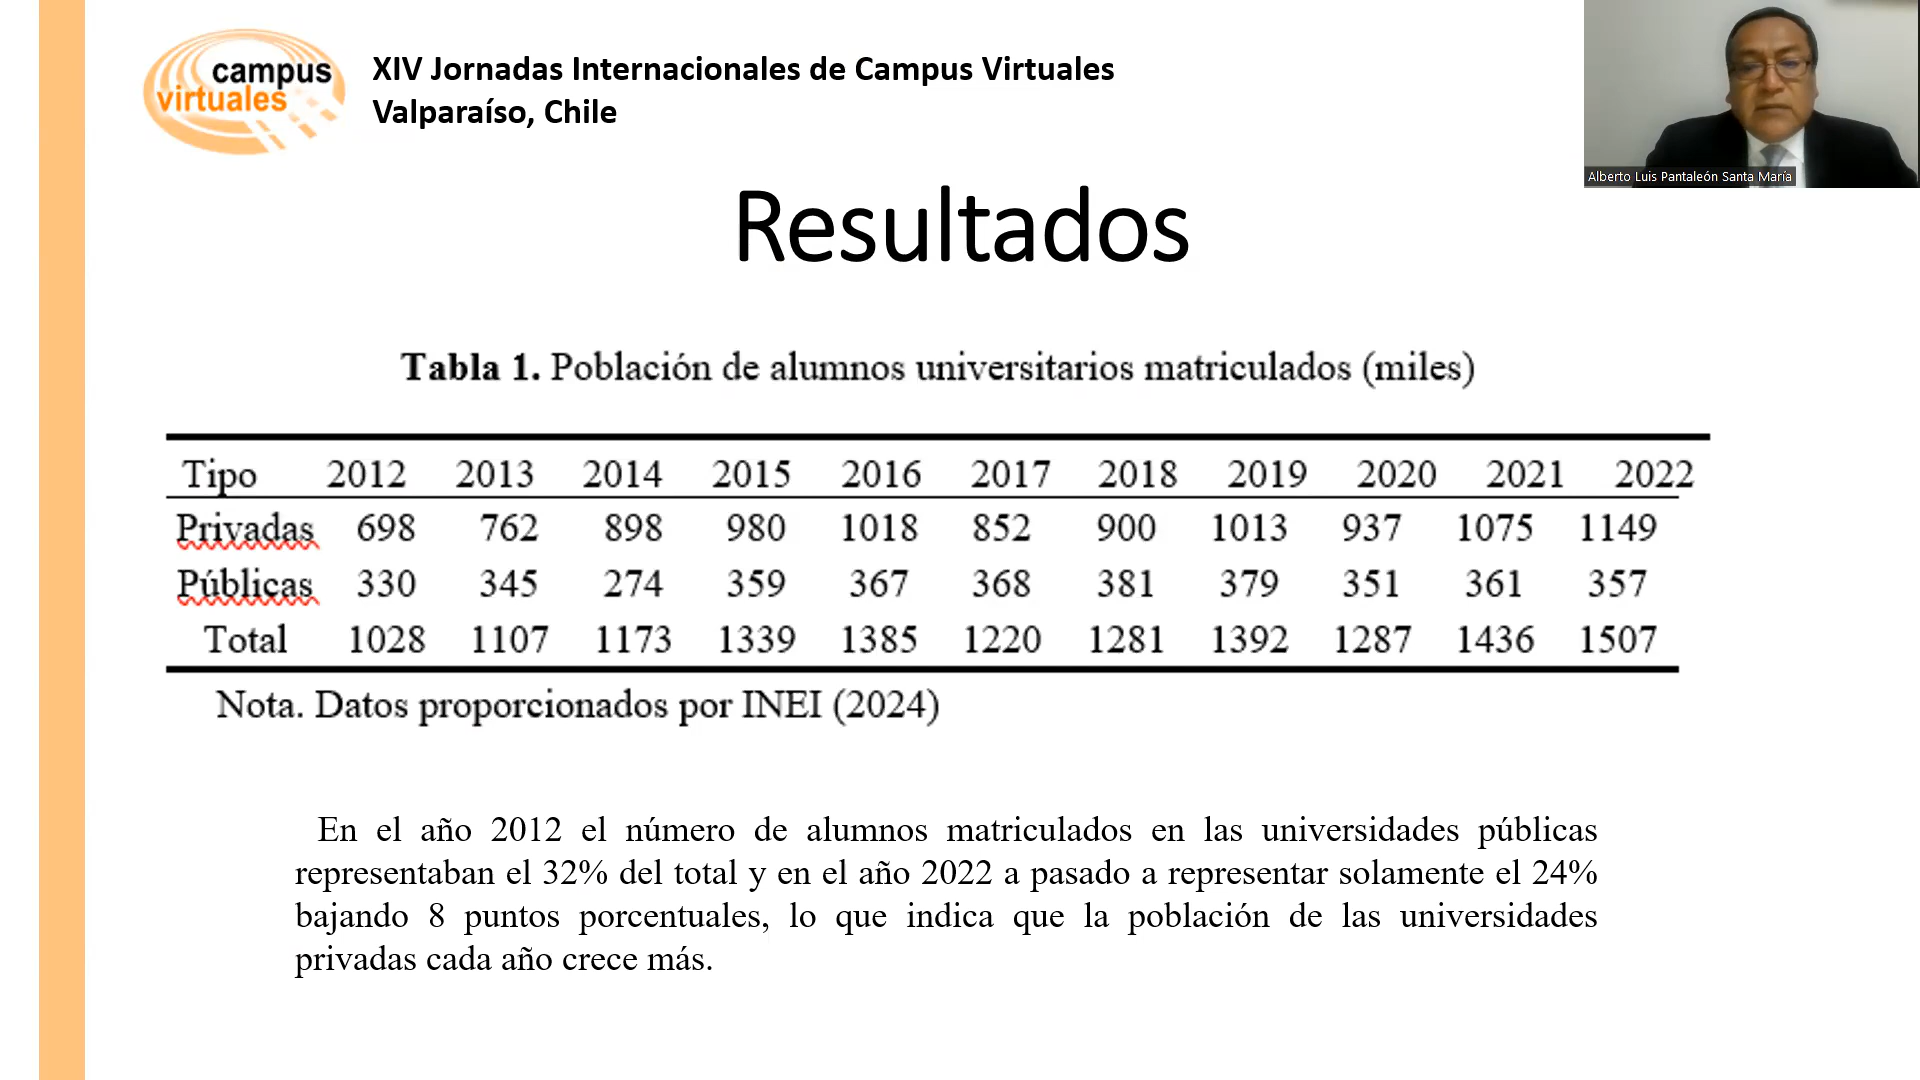 campus
virtuales
XIV Jornadas Internacionales de Campus Virtuales
Valparaíso, Chile
Alberto Luis Pantaleón Santa María
Resultados
Tabla 1. Población de alumnos universitarios matriculados (miles)
Tipo 2012 2013 2014 2015 2016 2017 2018 2019 2020 2021 2022
Privadas 698 762 898 980 1018 852 900 1013 937 1075 1149
Públicas 330 345 274 359 367 368 381 379 351 361 357
Total 1028 1107 1173 1339 1385 1220 1281 1392 1287 1436 1507
Nota. Datos proporcionados por INEI (2024)
En el año 2012 el número de alumnos matriculados en las universidades públicas
representaban el 32% del total y en el año 2022 a pasado a representar solamente el 24%
bajando 8 puntos porcentuales, lo que indica que la población de las universidades
privadas cada año crece más.